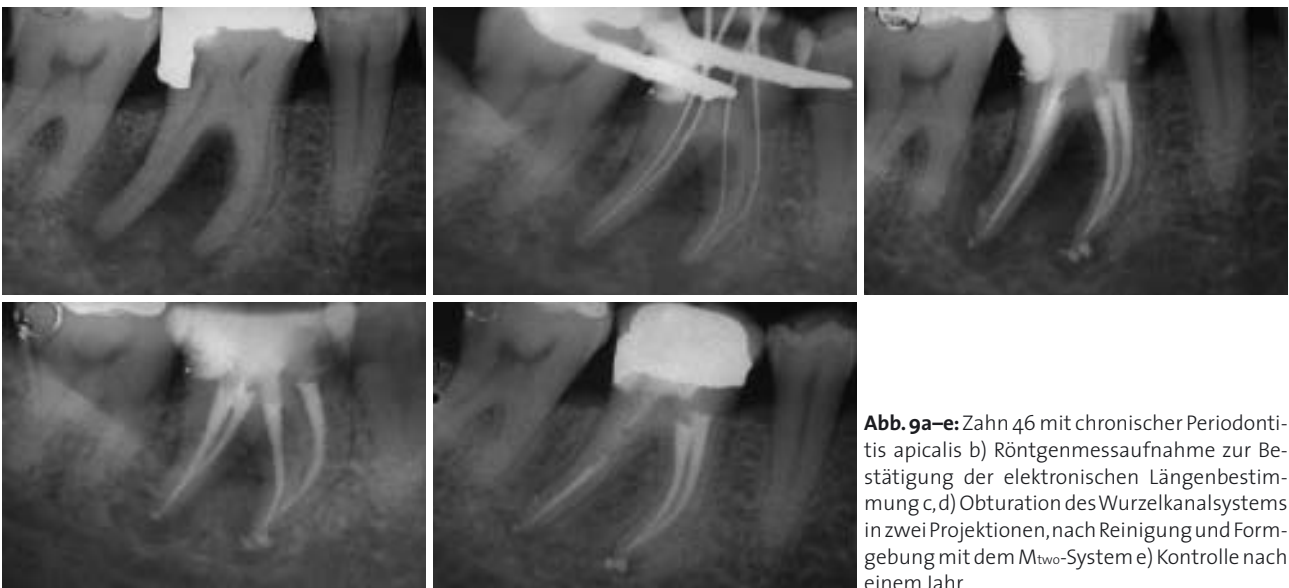 Abb. 9a–e: Zahn 46 mit chronischer Periodonti-
tis apicalis b) Röntgenmessaufnahme zur Be-
stätigung der elektronischen Längenbestim-
mung c, d) Obturation des Wurzelkanalsystems
in zwei Projektionen, nach Reinigung und Form-
gebung mit dem Mtwo-System e) Kontrolle nach
einem Jahr